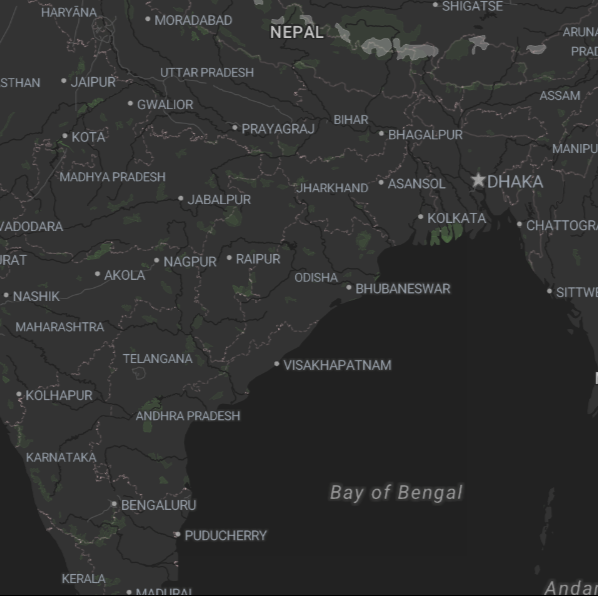 SHIGATSE
HARYĀNA
MORADABAD
NEPAL
ARUNA
PRAD
UTTAR PRADESH
STHAN
JAIPUR
ASSAM
GWALIOR
BIHAR
PRAYAGRAJ
BHAGALPUR
KOTA
MANIPU
MADHYA PRADESH
JHARKHAND
ASANSOL
DHAKA
JABALPUR
KOLKATA
VADODARA
CHATTOGRA
URAT
NAGPUR
RAIPUR
AKOLA
ODISHA
BHUBANESWAR
NASHIK
SITTWE
MAHARASHTRA
TELANGANA
VISAKHAPATNAM
KOLHAPUR
ANDHRA PRADESH
KARNATAKA
Bay of Bengal
BENGALURU
PUDUCHERRY
KERALA
MADURAI
Andar